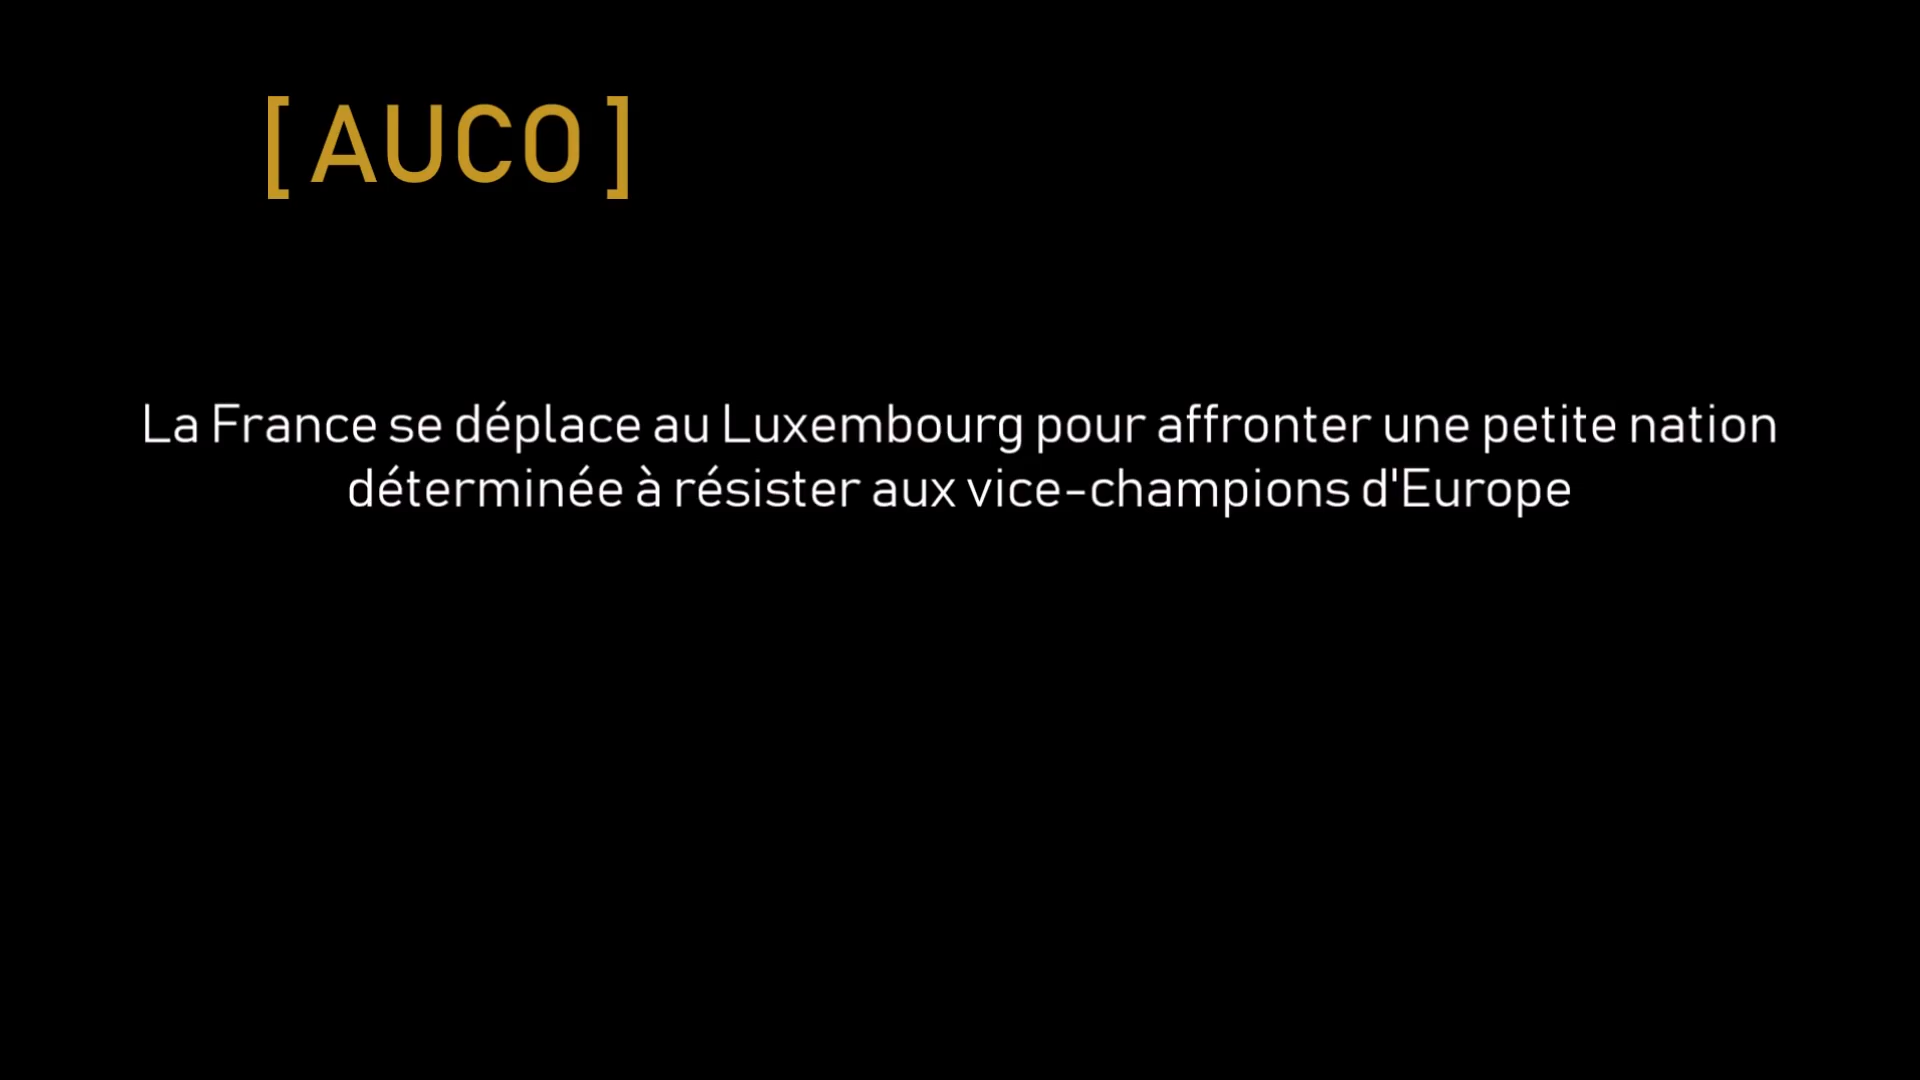 [AUCO]
La France se déplace au Luxembourg pour affronter une petite nation
déterminée à résister aux vice-champions d'Europe